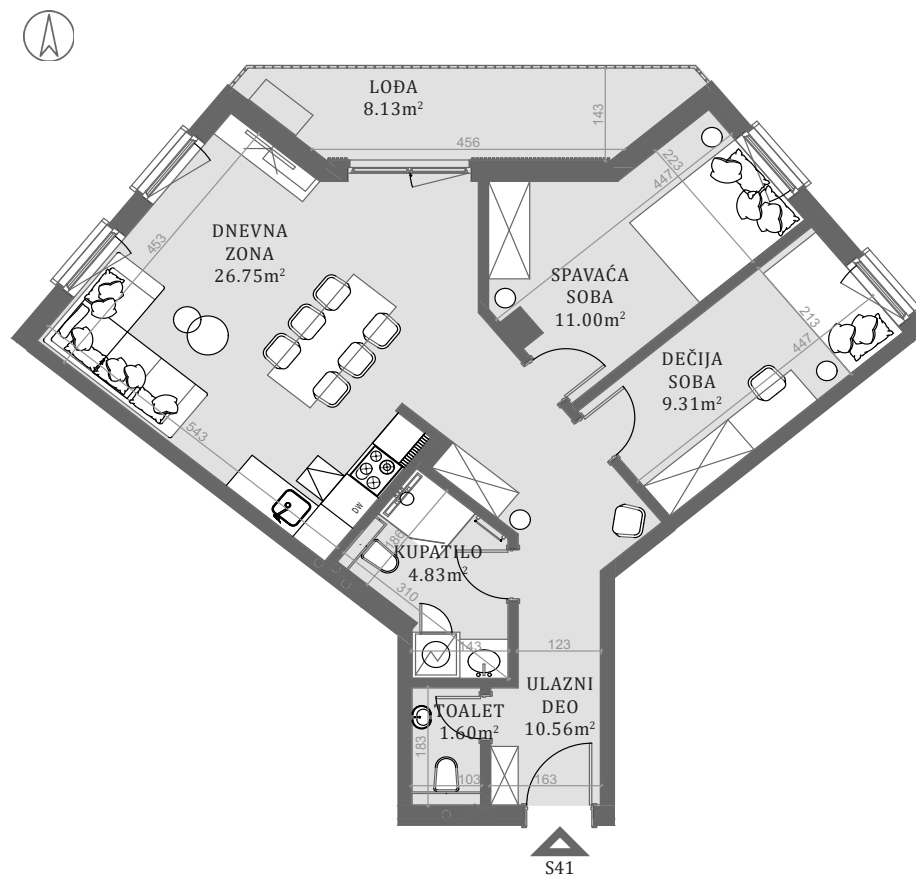 LOĐA
8.13m²
143
456
223
447
DNEVNA
ZONA
26.75m²
453
SPAVAĆA
SOBA
11.00m²
213
447
DEČIJA
SOBA
9.31m²
543
DW
186
KUPATILO
4.83m²
310
143
123
ULAZNI
DEO
10.56m²
TOALET
1.60m²
183
103
163
S41